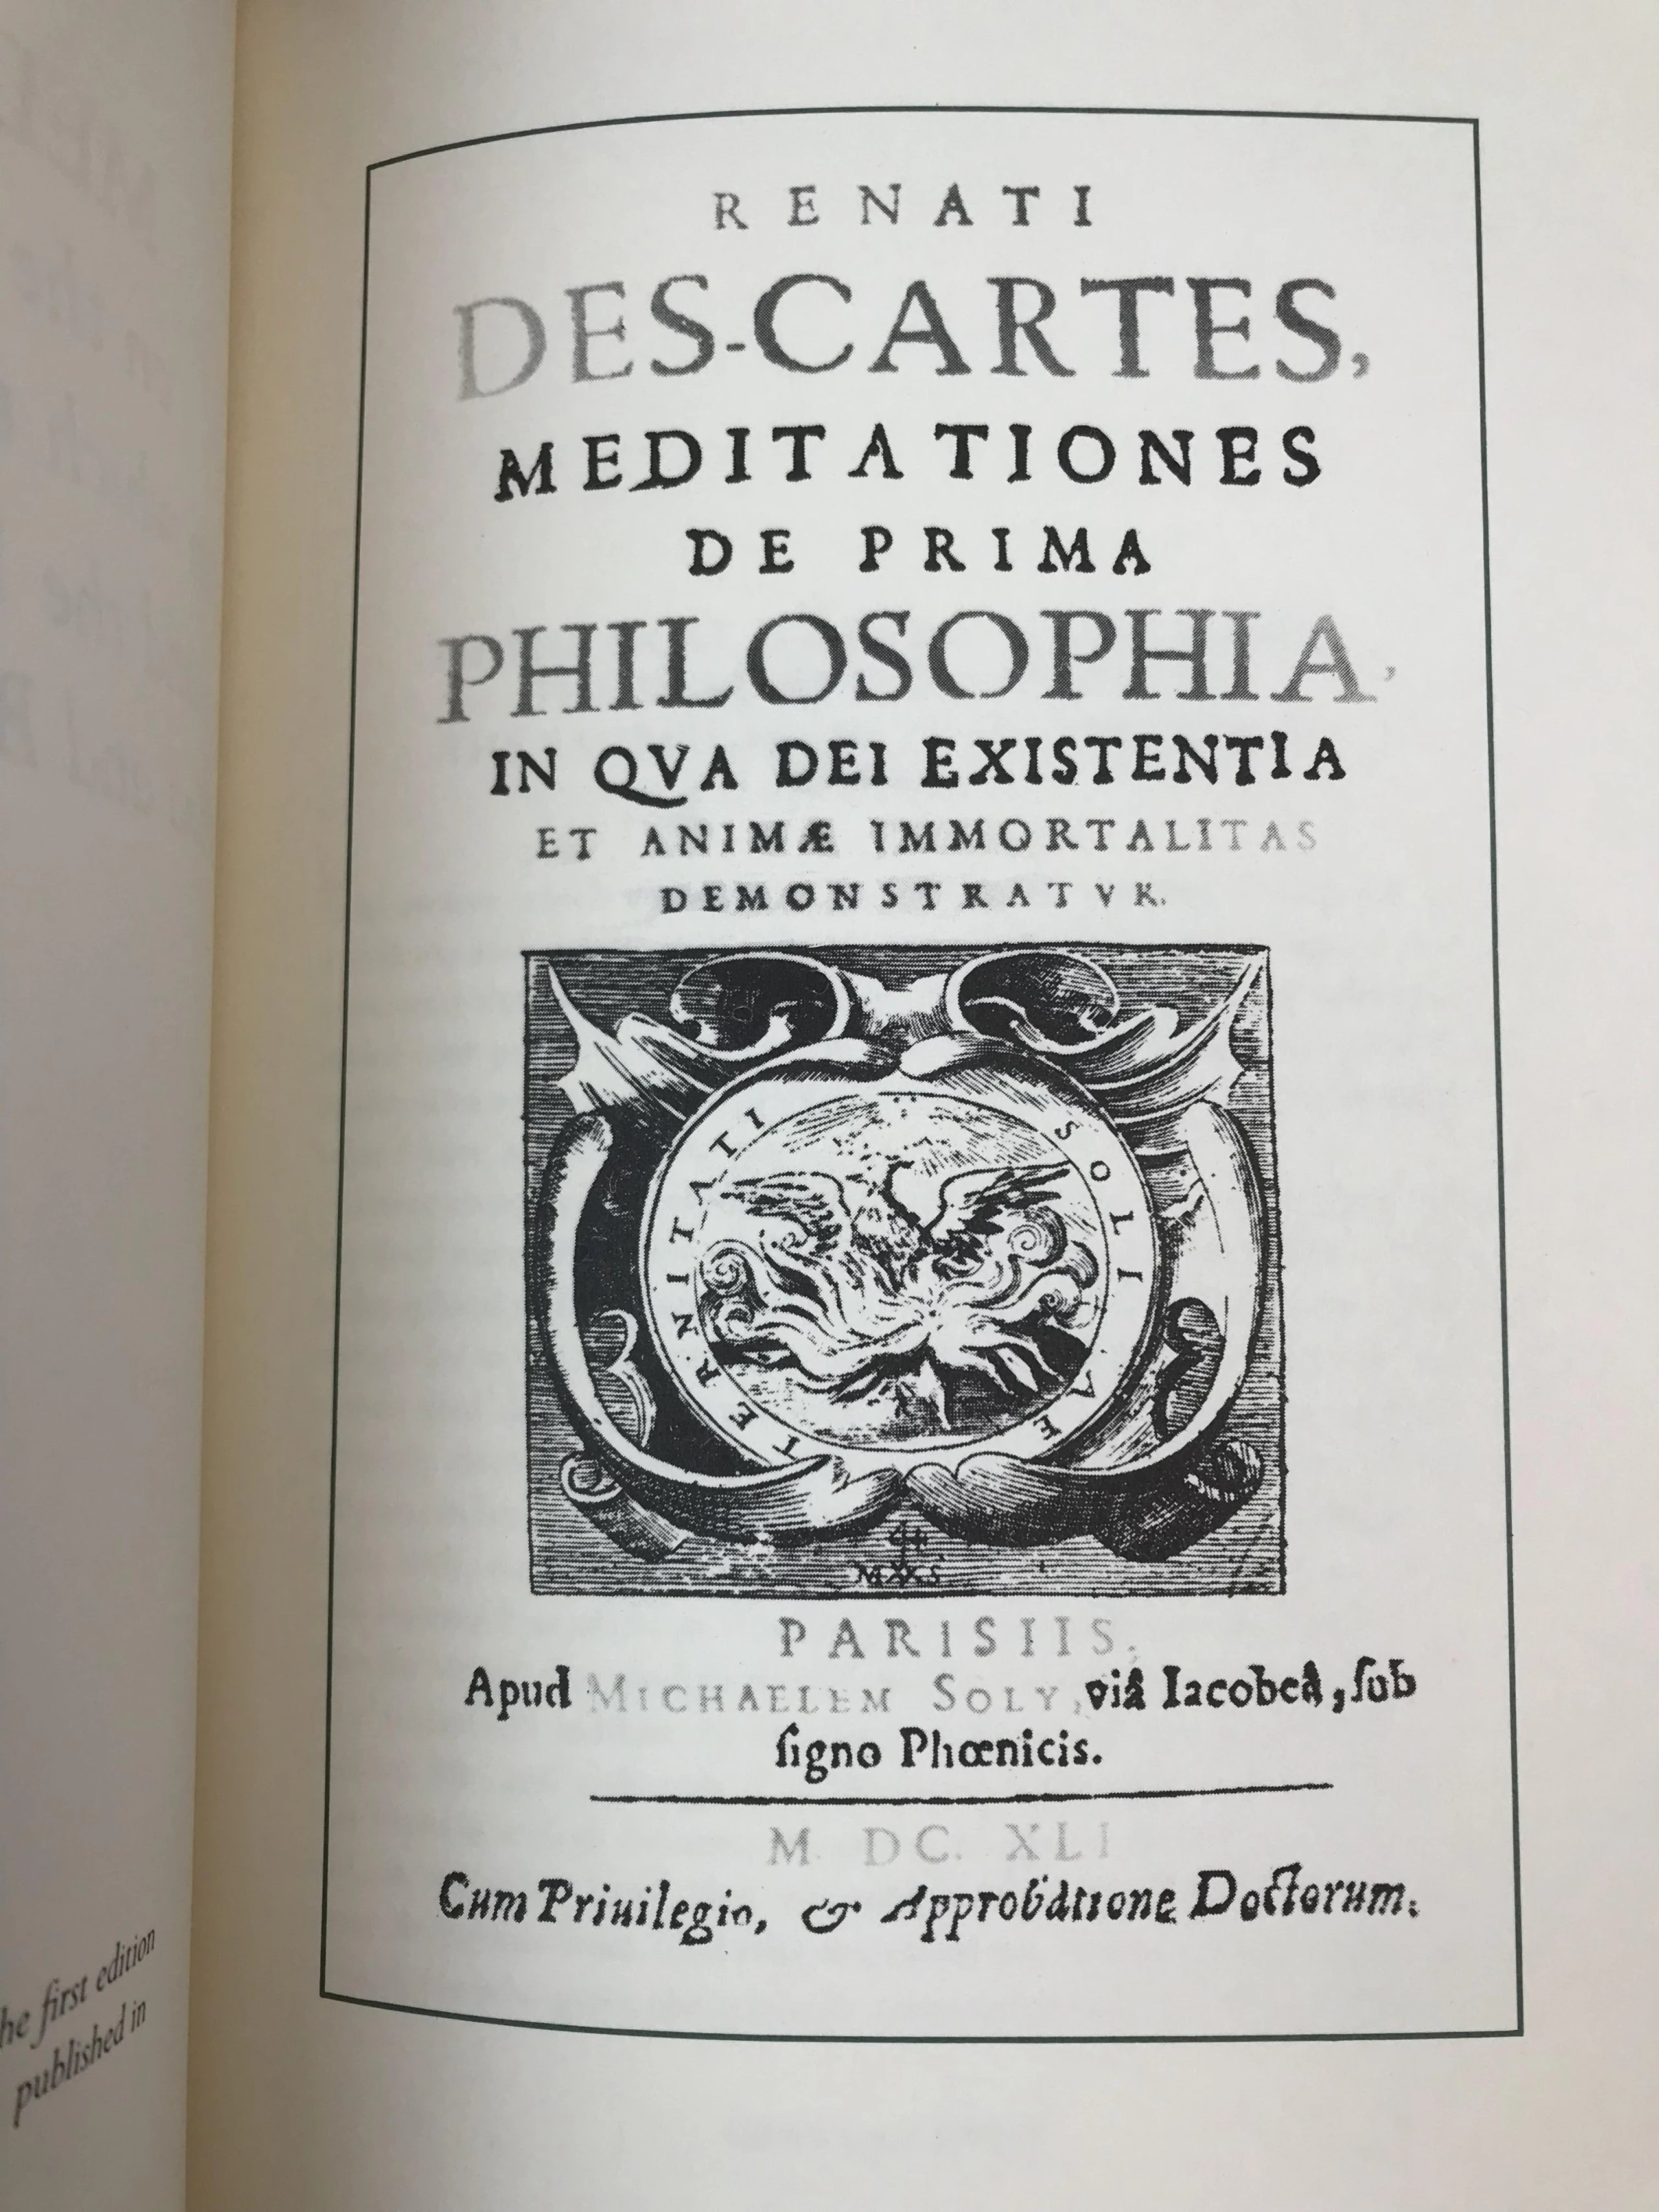 RENATI
DES-CARTES,
MEDITATIONES
DE PRIMA
PHILOSOPHIA,
IN QVA DEI EXISTENTIA
ET ANIMÆ IMMORTALITAS
DEMONSTRATVR.
SOLI ÆTERNITATI
PARISIIS,
Apud MICHAELEM SOLY, viâ Iacobeâ, ſub
ſigno Phœnicis.
M. DC. XLI
Cum Priuilegio, & Approbatione Doctorum.
he first edition
published in